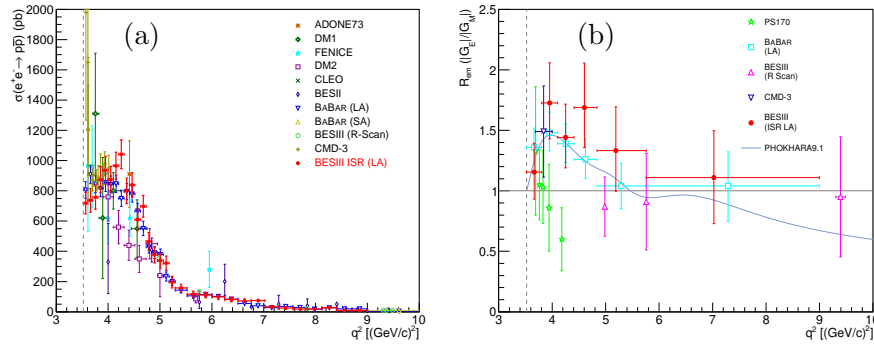 σ(e⁺e⁻→ pp̄) (pb)
2000
1800
1600
1400
1200
1000
800
600
400
200
0
(a)
ADONE73
DM1
FENICE
DM2
CLEO
BESII
BABAR (LA)
BABAR (SA)
BESIII (R-Scan)
CMD-3
BESIII ISR (LA)
3 4 5 6 7 8 9 10
q² [(GeV/c)²]
R_em (|G_E|/|G_M|)
3
2.5
2
1.5
1
0.5
0
(b)
PS170
BABAR
(LA)
BESIII
(R Scan)
CMD-3
BESIII
(ISR LA)
PHOKHARA9.1
3 4 5 6 7 8 9 10
q² [(GeV/c)²]